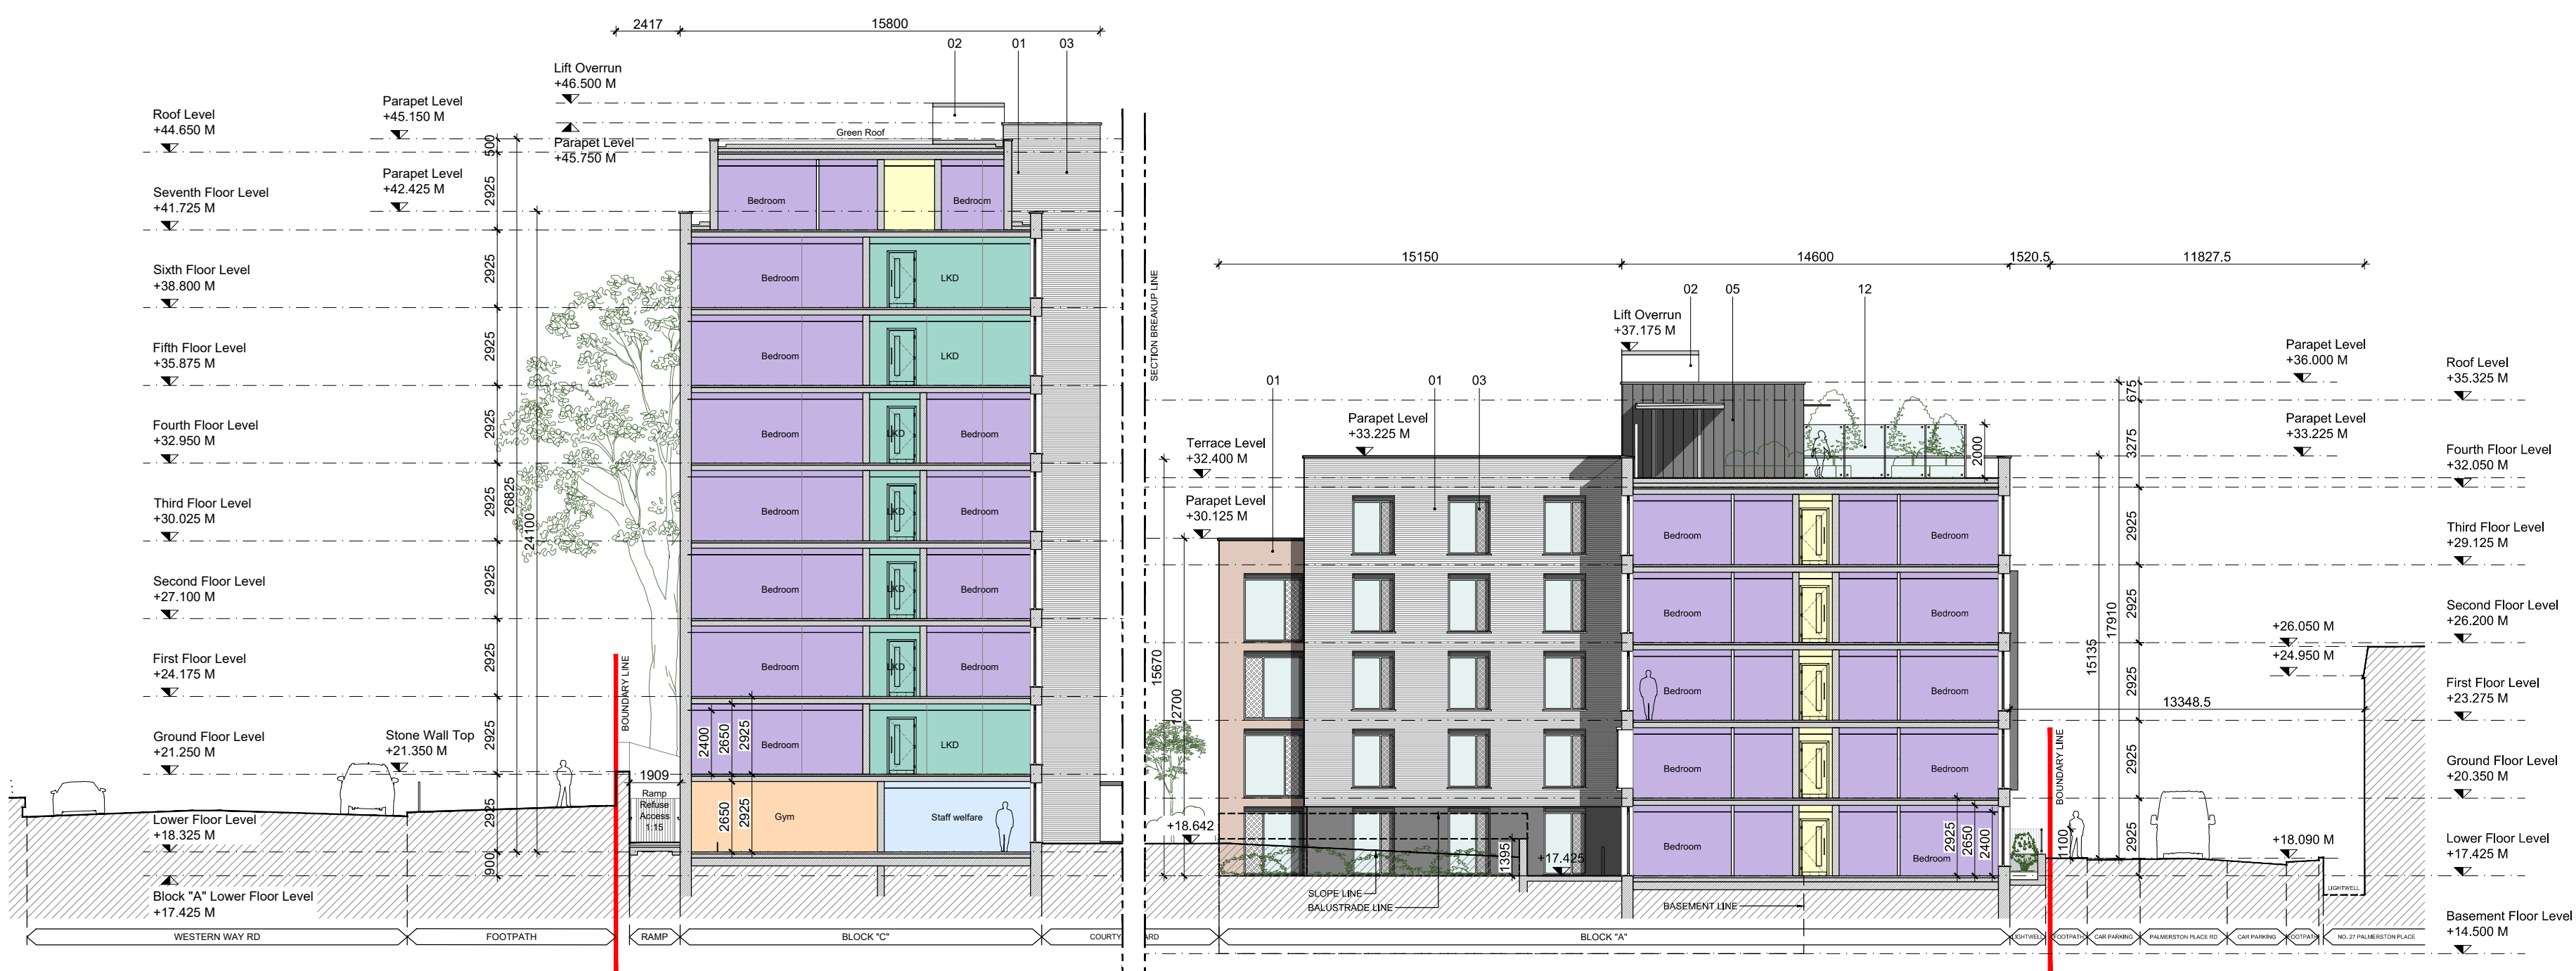 2417
15800
02
01
03
Lift Overrun
+46.500 M
Parapet Level
+45.150 M
Roof Level
+44.650 M
Green Roof
Parapet Level
+45.750 M
500
Parapet Level
+42.425 M
Seventh Floor Level
+41.725 M
2925
Bedroom
Bedroom
Sixth Floor Level
+38.800 M
2925
Bedroom
LKD
Fifth Floor Level
+35.875 M
2925
Bedroom
LKD
Fourth Floor Level
+32.950 M
2925
Bedroom
LKD
Bedroom
Third Floor Level
+30.025 M
2925
26825
24100
Bedroom
LKD
Bedroom
Second Floor Level
+27.100 M
2925
Bedroom
LKD
Bedroom
First Floor Level
+24.175 M
2925
Bedroom
LKD
Bedroom
BOUNDARY LINE
Ground Floor Level
+21.250 M
Stone Wall Top
+21.350 M
2925
2400
2650
2925
Bedroom
LKD
1909
Ramp
Refuse
Access
1:15
2925
2650
2925
Gym
Staff welfare
Lower Floor Level
+18.325 M
900
Block "A" Lower Floor Level
+17.425 M
WESTERN WAY RD
FOOTPATH
RAMP
BLOCK "C"
COURTY
ARD
SECTION BREAKUP LINE
15150
14600
1520.5
11827.5
02
05
12
Lift Overrun
+37.175 M
01
01
03
Parapet Level
+33.225 M
Terrace Level
+32.400 M
Parapet Level
+30.125 M
15670
12700
+18.642
1395
+17.425
SLOPE LINE
BALUSTRADE LINE
BASEMENT LINE
2000
Bedroom
Bedroom
Bedroom
Bedroom
Bedroom
Bedroom
Bedroom
Bedroom
Bedroom
Bedroom
2925
2650
2400
BLOCK "A"
LIGHTWELL
BOUNDARY LINE
1100
15135
17910
675
3275
2925
2925
2925
2925
2925
13348.5
Parapet Level
+36.000 M
Parapet Level
+33.225 M
+26.050 M
+24.950 M
+18.090 M
LIGHTWELL
Roof Level
+35.325 M
Fourth Floor Level
+32.050 M
Third Floor Level
+29.125 M
Second Floor Level
+26.200 M
First Floor Level
+23.275 M
Ground Floor Level
+20.350 M
Lower Floor Level
+17.425 M
Basement Floor Level
+14.500 M
FOOTPATH
CAR PARKING
PALMERSTON PLACE RD
CAR PARKING
FOOTPATH
NO. 27 PALMERSTON PLACE